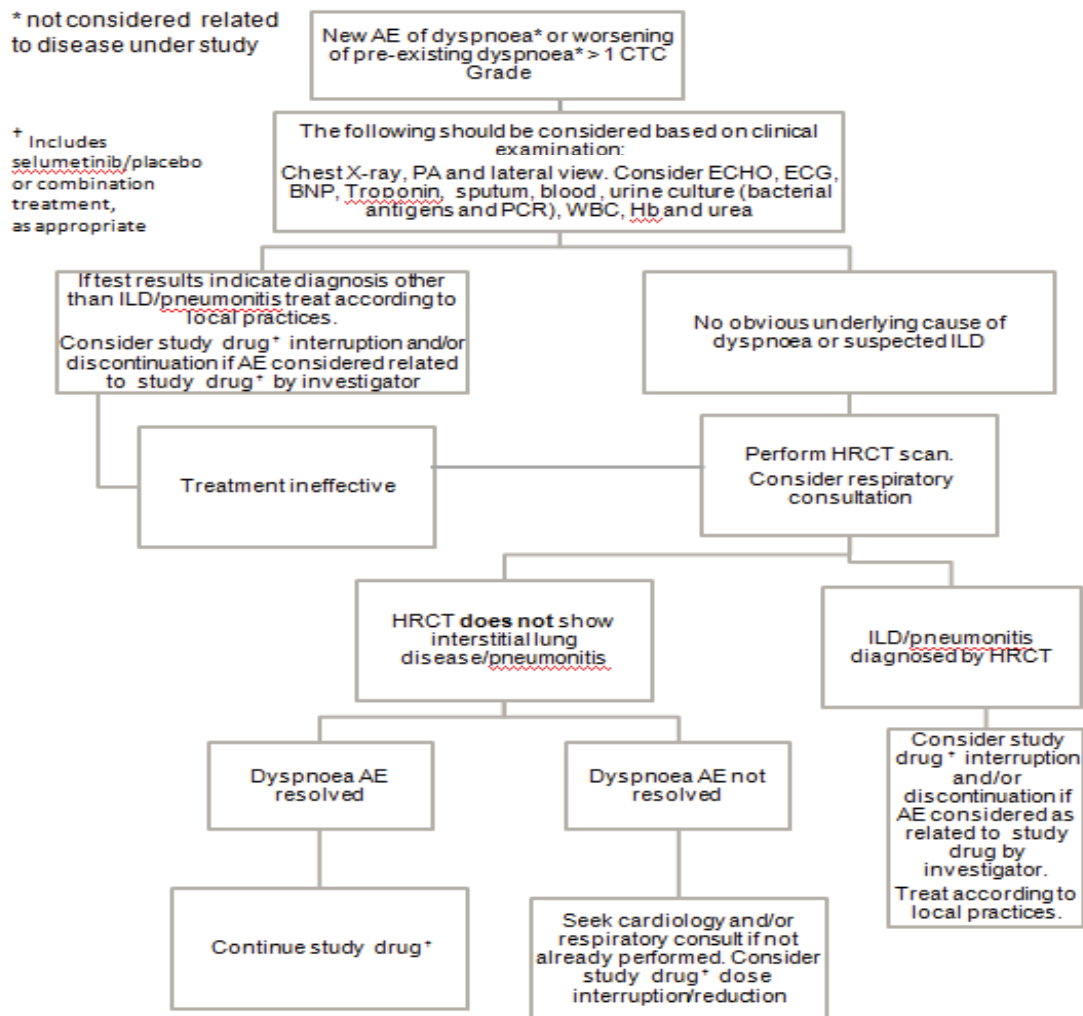 * not considered related
to disease under study
New AE of dyspnoea* or worsening
of pre-existing dyspnoea* > 1 CTC
Grade
+ Includes
selumetinib/placebo
or combination
treatment,
as appropriate
The following should be considered based on clinical
examination:
Chest X-ray, PA and lateral view. Consider ECHO, ECG,
BNP, Troponin, sputum, blood, urine culture (bacterial
antigens and PCR), WBC, Hb and urea
If test results indicated diagnosis other
than ILD/pneumonitis treat according to
local practices.
Consider study drug+ interruption and/or
discontinuation if AE considered related
to study drug+ by investigator
No obvious underlying cause of
dyspnoea or suspected ILD
Treatment ineffective
Perform HRCT scan.
Consider respiratory
consultation
HRCT does not show
interstitial lung
disease/pneumonitis
ILD/pneumonitis
diagnosed by HRCT
Dyspnoea AE
resolved
Dyspnoea AE not
resolved
Consider study
drug+ interruption
and/or
discontinuation if
AE considered as
related to study
drug by
investigator.
Treat according to
local practices.
Continue study drug+
Seek cardiology and/or
respiratory consult if not
already performed. Consider
study drug+ dose
interruption/reduction